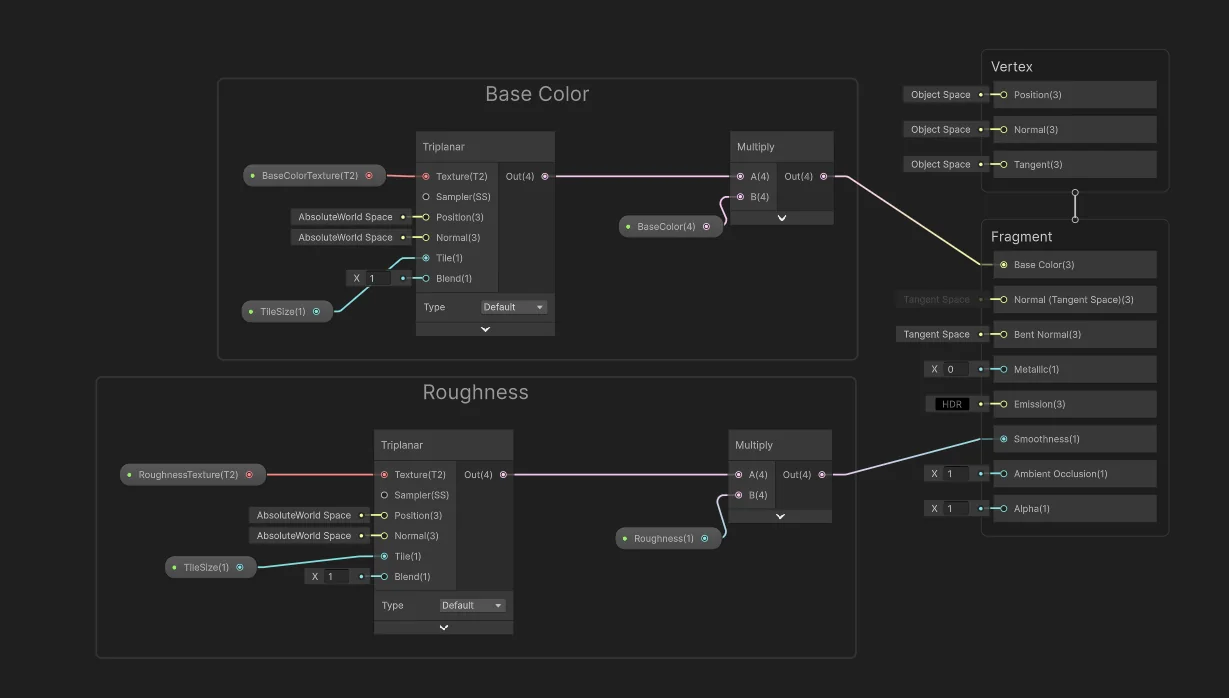 Base Color
Triplanar
BaseColorTexture(T2)
Texture(T2)
Out(4)
Sampler(SS)
AbsoluteWorld Space
Position(3)
AbsoluteWorld Space
Normal(3)
Tile(1)
X 1
Blend(1)
TileSize(1)
Type
Default
Multiply
A(4)
Out(4)
B(4)
BaseColor(4)
Roughness
Triplanar
RoughnessTexture(T2)
Texture(T2)
Out(4)
Sampler(SS)
AbsoluteWorld Space
Position(3)
AbsoluteWorld Space
Normal(3)
TileSize(1)
Tile(1)
X 1
Blend(1)
Type
Default
Multiply
A(4)
Out(4)
B(4)
Roughness(1)
Vertex
Object Space
Position(3)
Object Space
Normal(3)
Object Space
Tangent(3)
Fragment
Base Color(3)
Tangent Space
Normal (Tangent Space)(3)
Tangent Space
Bent Normal(3)
X 0
Metallic(1)
HDR
Emission(3)
Smoothness(1)
X 1
Ambient Occlusion(1)
X 1
Alpha(1)